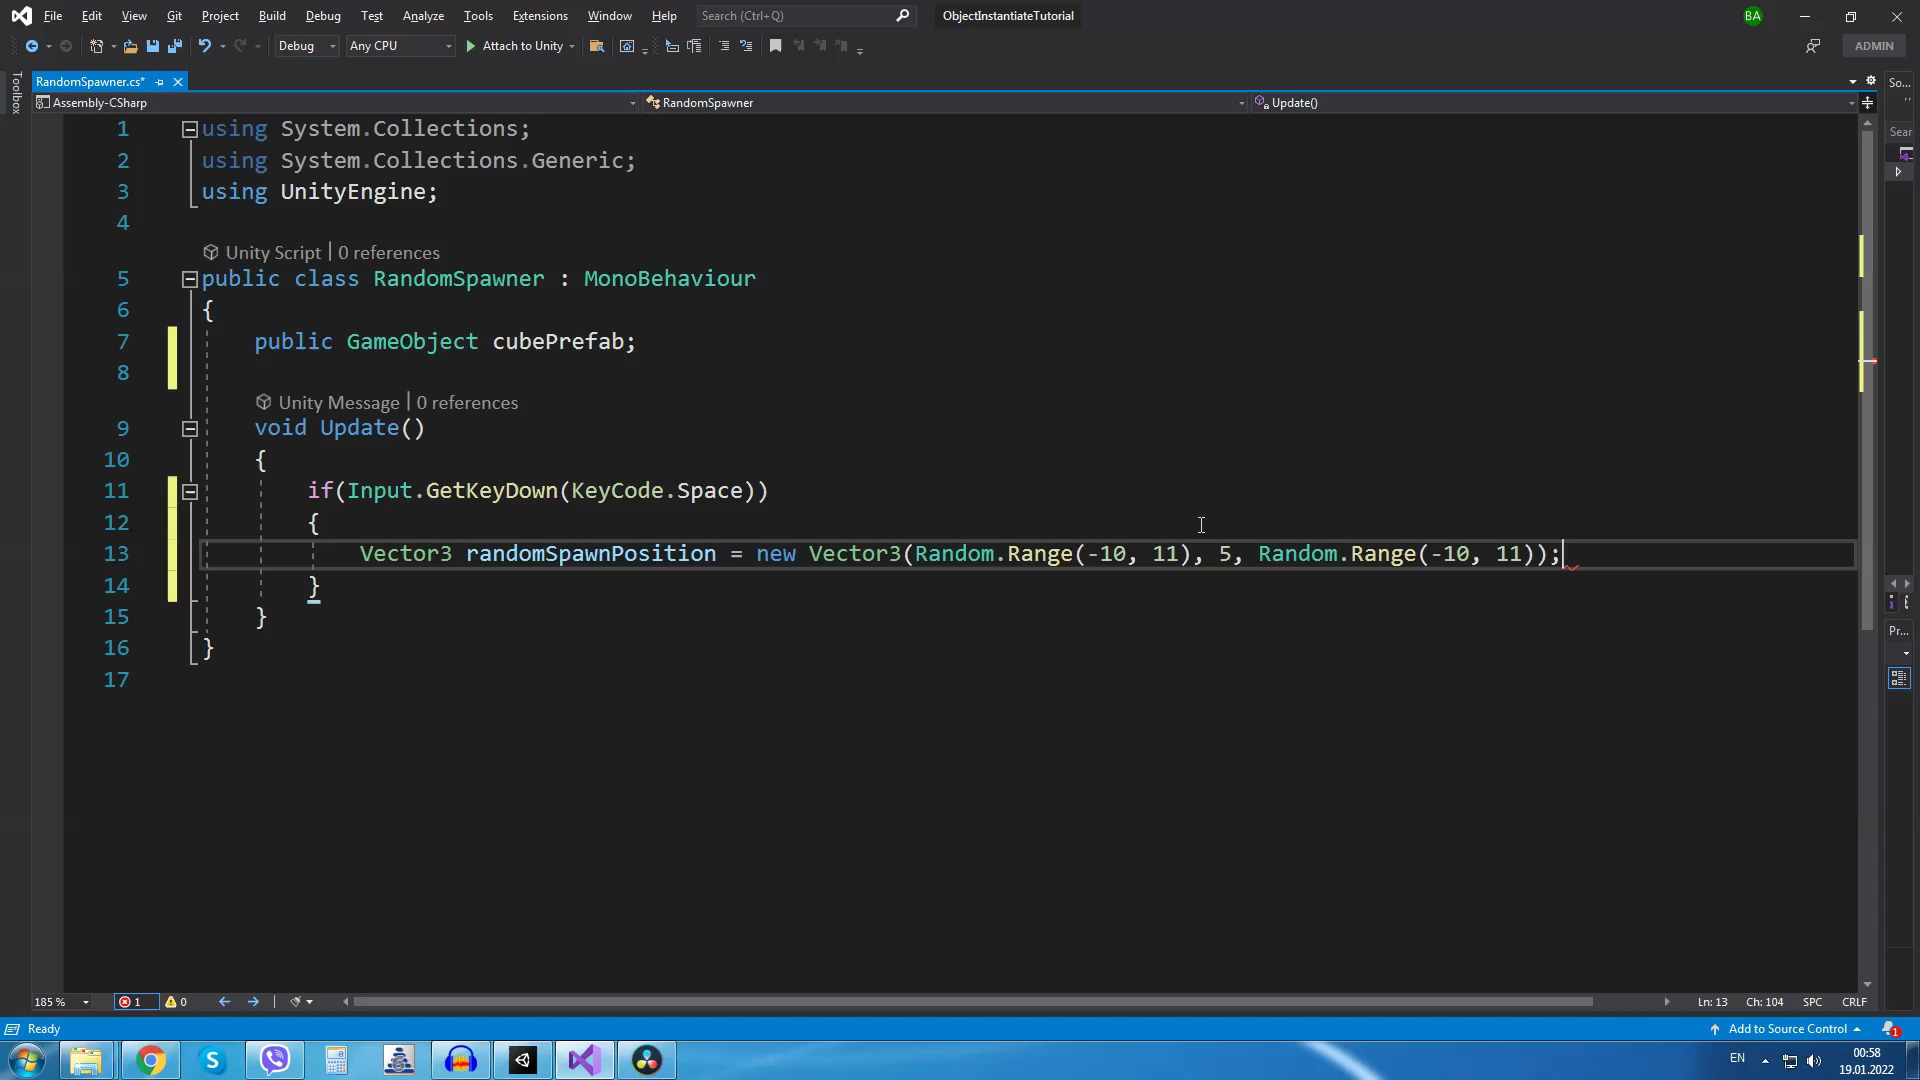 File Edit View Git Project Build Debug Test Analyze Tools Extensions Window Help Search (Ctrl+Q) ObjectInstantiateTutorial BA
Debug Any CPU Attach to Unity ADMIN
Toolbox
RandomSpawner.cs* So...
Assembly-CSharp RandomSpawner Update()
Sear
1 using System.Collections;
2 using System.Collections.Generic;
3 using UnityEngine;
4
Unity Script | 0 references
5 public class RandomSpawner : MonoBehaviour
6 {
7 public GameObject cubePrefab;
8
Unity Message | 0 references
9 void Update()
10 {
11 if(Input.GetKeyDown(KeyCode.Space))
12 {
13 Vector3 randomSpawnPosition = new Vector3(Random.Range(-10, 11), 5, Random.Range(-10, 11));
14 }
15 }
16 }
17
Pr...
185 % 1 0 Ln: 13 Ch: 104 SPC CRLF
Ready Add to Source Control 1
EN 00:58
19.01.2022